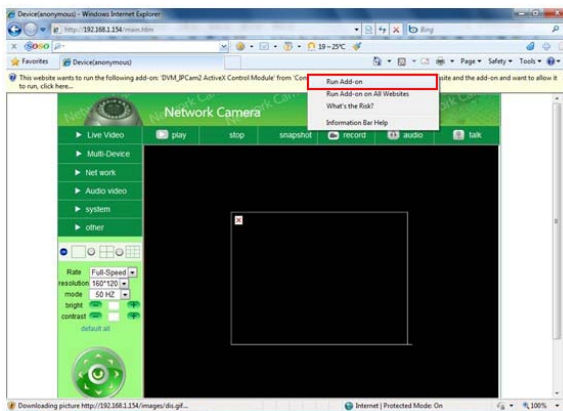 Device(anonymous) - Windows Internet Explorer
http://192.168.1.154/main.htm
Bing
SOSO
19~25℃
Favorites
Device(anonymous)
Page
Safety
Tools
This website wants to run the following add-on: 'DVM_IPCam2 ActiveX Control Module' from
site and the add-on and want to allow it
to run, click here...
Run Add-on
Run Add-on on All Websites
What's the Risk?
Information Bar Help
Network Camera
Live Video
play
stop
snapshot
record
audio
talk
Multi-Device
Net work
Audio video
system
other
Rate
Full-Speed
resolution
160*120
mode
50 HZ
bright
contrast
default all
Downloading picture http://192.168.1.154/images/dis.gif...
Internet | Protected Mode: On
100%